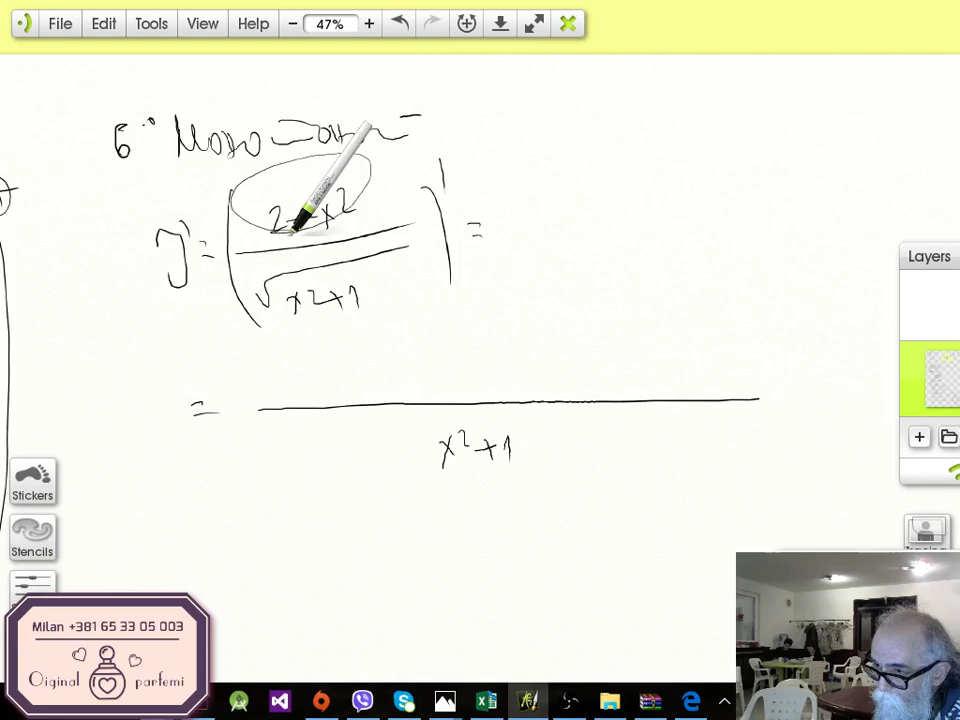 File Edit Tools View Help − 47% +
6°
y' = ( 2 - x2 / √x2+1 )' =
= / x2+1
Layers
Stickers
Stencils
Milan +381 65 33 05 003
Oiginal parfemi